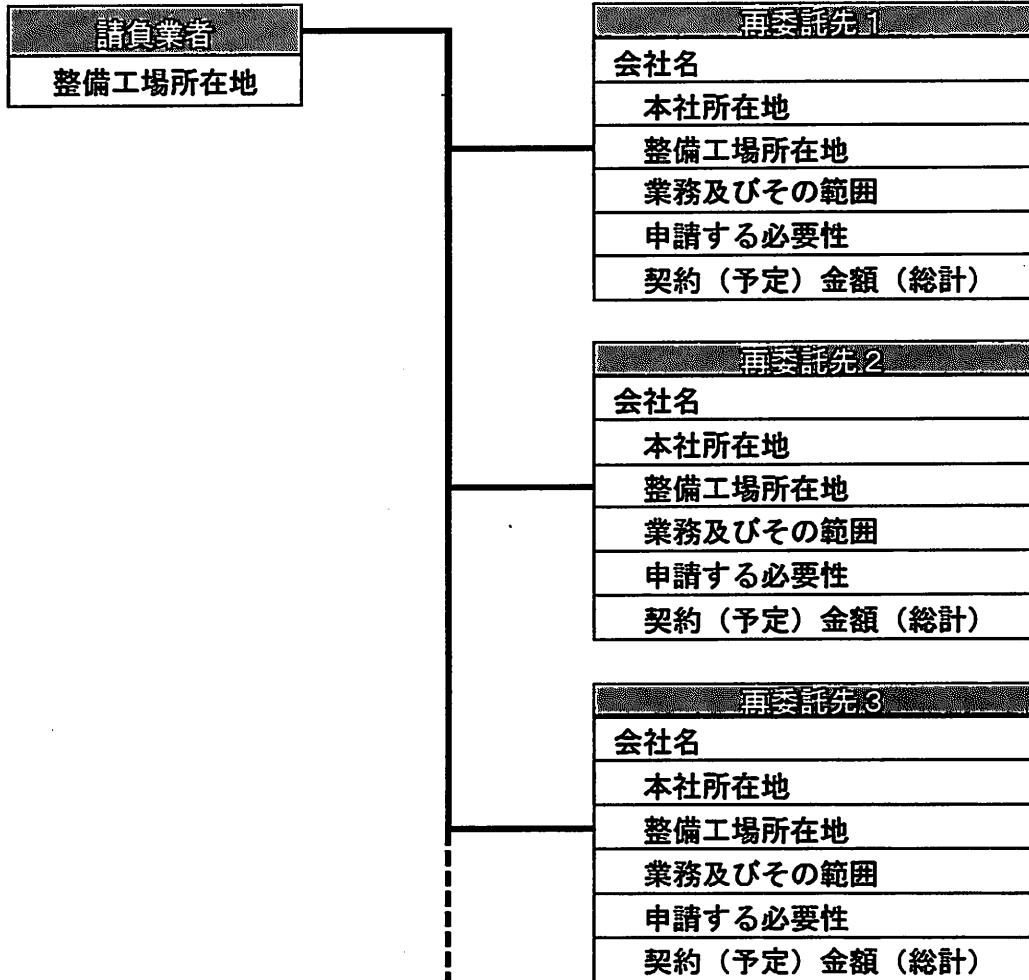 請負業者
整備工場所在地
再委託先1
会社名
本社所在地
整備工場所在地
業務及びその範囲
申請する必要性
契約（予定）金額（総計）
再委託先2
会社名
本社所在地
整備工場所在地
業務及びその範囲
申請する必要性
契約（予定）金額（総計）
再委託先3
会社名
本社所在地
整備工場所在地
業務及びその範囲
申請する必要性
契約（予定）金額（総計）